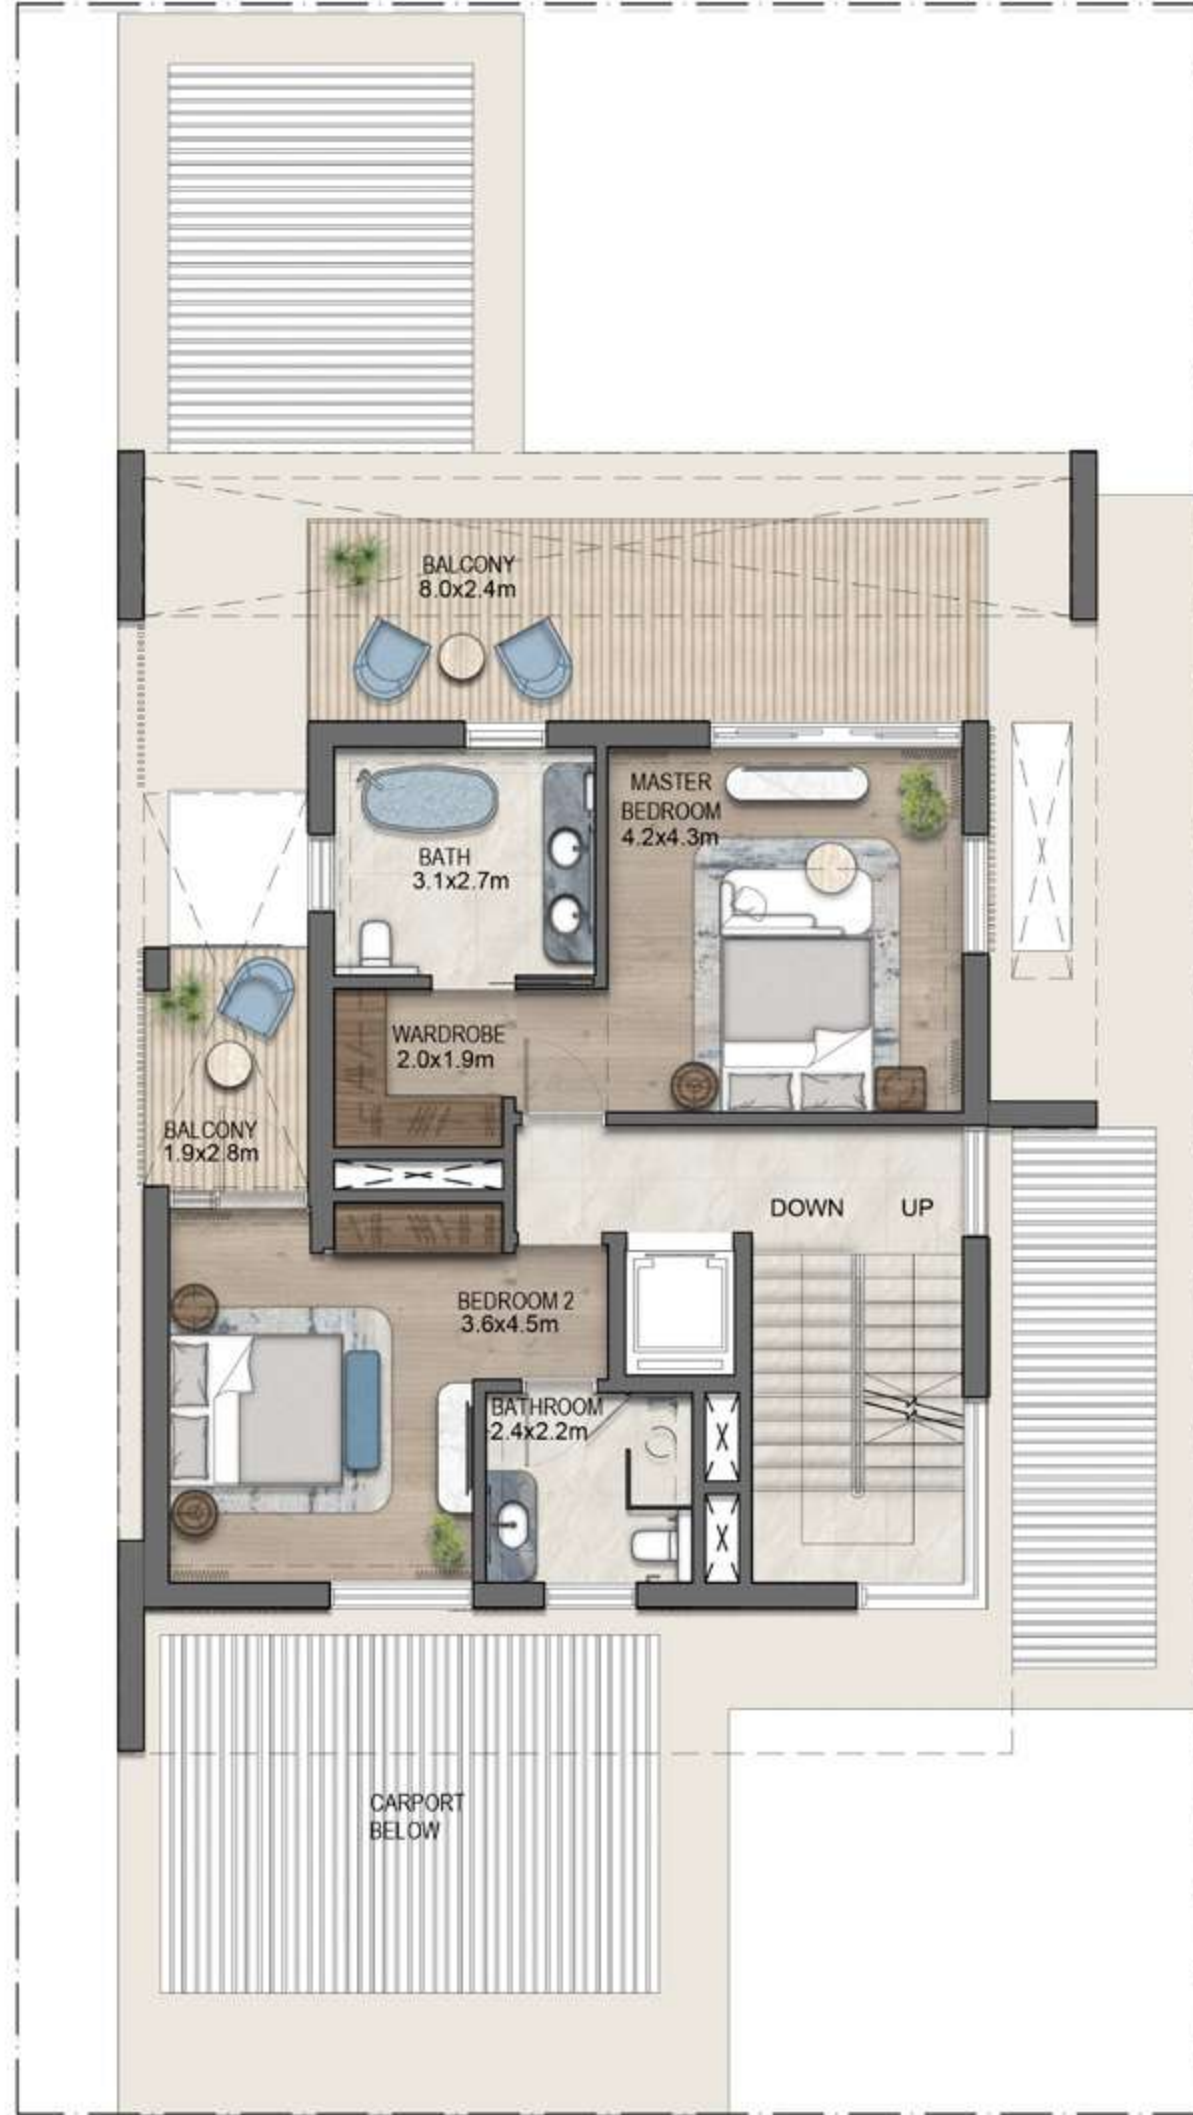 BALCONY
8.0x2.4m
MASTER
BEDROOM
4.2x4.3m
BATH
3.1x2.7m
WARDROBE
2.0x1.9m
BALCONY
1.9x2.8m
DOWN
UP
BEDROOM 2
3.6x4.5m
BATHROOM
2.4x2.2m
CARPORT
BELOW